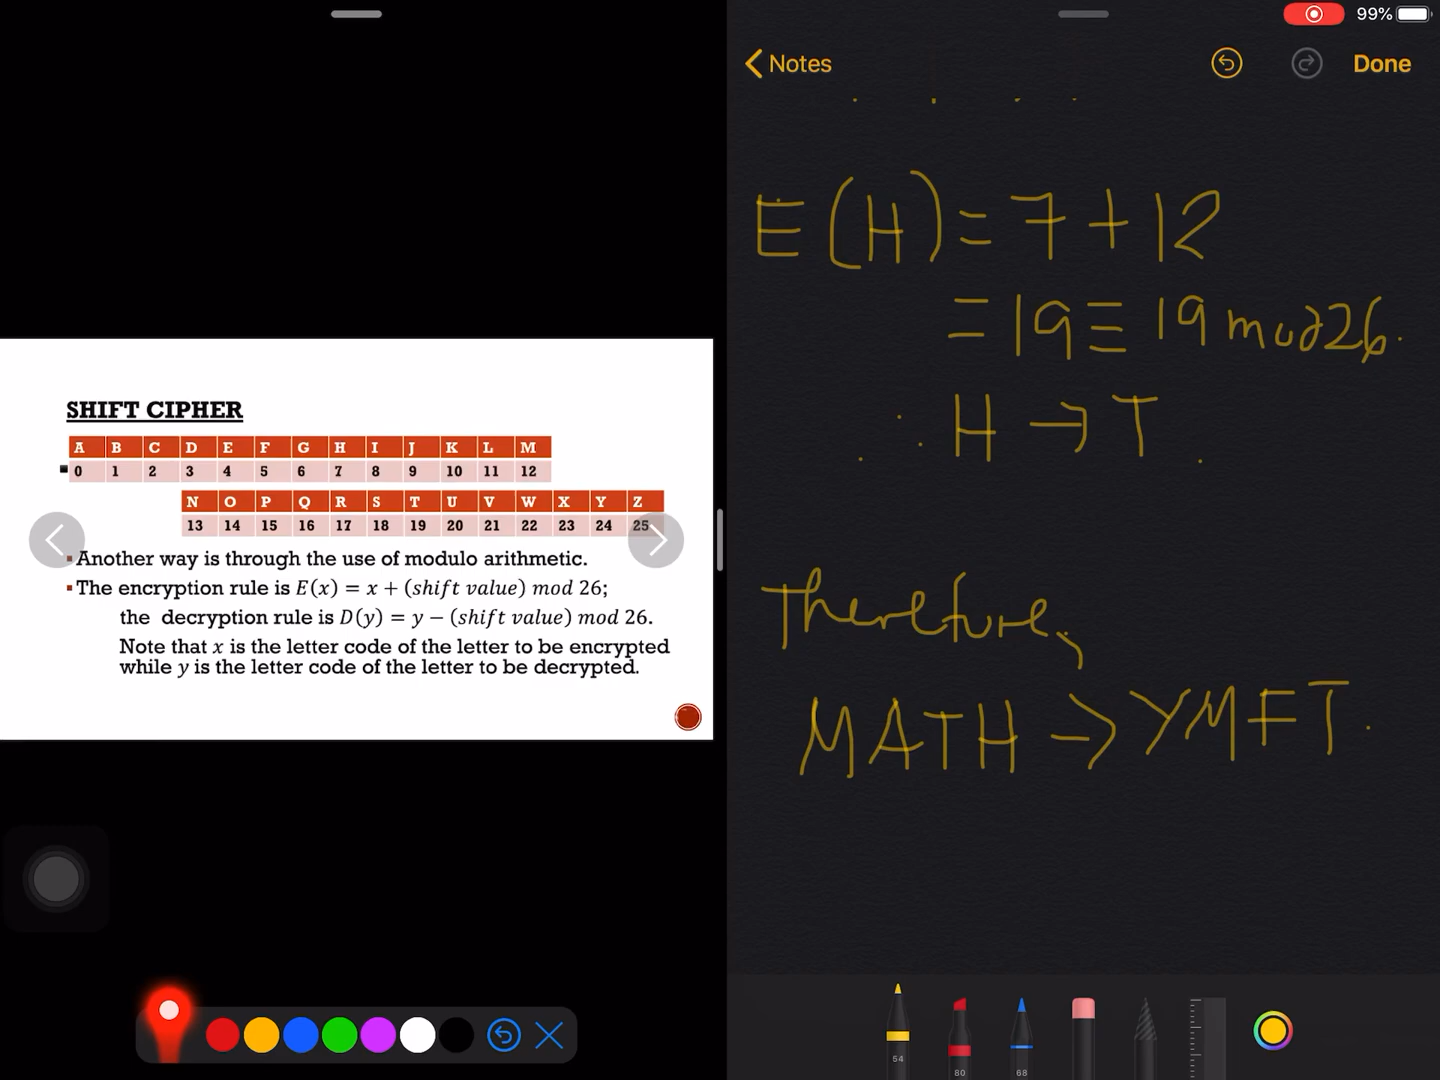 99%
Notes
Done
E(H) = 7 + 12
= 19 ≡ 19 mod 26.
∴ H → T.
Therefore,
MATH → YMFT.
SHIFT CIPHER
A B C D E F G H I J K L M
0 1 2 3 4 5 6 7 8 9 10 11 12
N O P Q R S T U V W X Y Z
13 14 15 16 17 18 19 20 21 22 23 24 25
▪ Another way is through the use of modulo arithmetic.
▪ The encryption rule is E(x) = x + (shift value) mod 26;
the decryption rule is D(y) = y − (shift value) mod 26.
Note that x is the letter code of the letter to be encrypted
while y is the letter code of the letter to be decrypted.
54 80 68